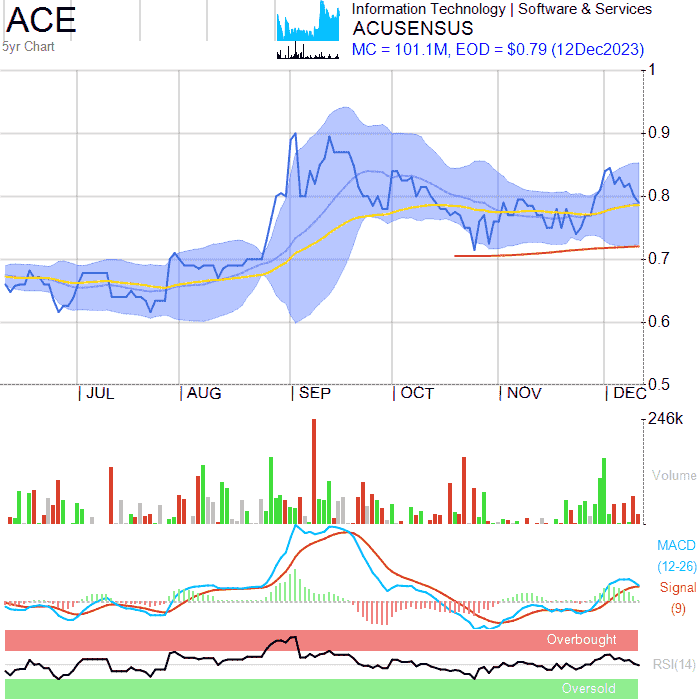 ACE
5yr Chart
Information Technology | Software & Services
ACUSENSUS
MC = 101.1M, EOD = $0.79 (12Dec2023)
1
0.9
0.8
0.7
0.6
0.5
| JUL | AUG | SEP | OCT | NOV | DEC
246k
Volume
MACD
(12-26)
Signal
(9)
Overbought
RSI(14)
Oversold